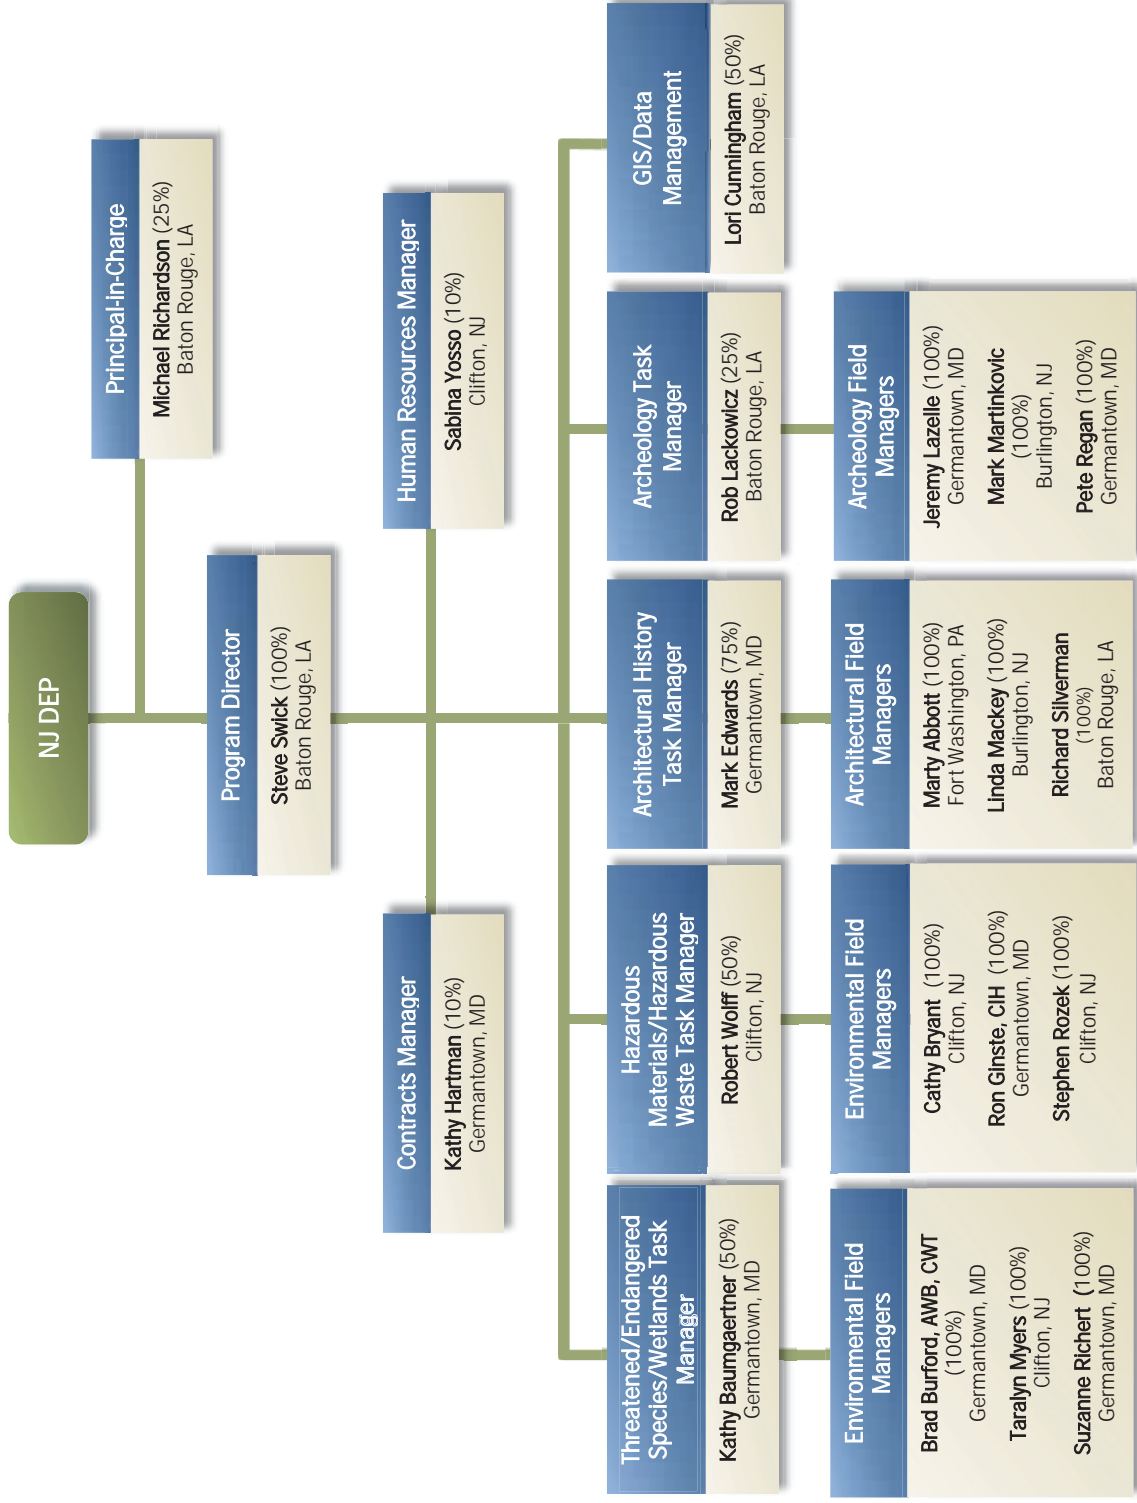 NJ DEP
Principal-in-Charge
Michael Richardson (25%)
Baton Rouge, LA
Program Director
Steve Swick (100%)
Baton Rouge, LA
Contracts Manager
Kathy Hartman (10%)
Germantown, MD
Human Resources Manager
Sabina Yosso (10%)
Clifton, NJ
Threatened/Endangered
Species/Wetlands Task
Manager
Kathy Baumgaertner (50%)
Germantown, MD
Hazardous
Materials/Hazardous
Waste Task Manager
Robert Wolff (50%)
Clifton, NJ
Architectural History
Task Manager
Mark Edwards (75%)
Germantown, MD
Archeology Task
Manager
Rob Lackowicz (25%)
Baton Rouge, LA
GIS/Data
Management
Lori Cunningham (50%)
Baton Rouge, LA
Environmental Field
Managers
Brad Burford, AWB, CWT
(100%)
Germantown, MD
Taralyn Myers (100%)
Clifton, NJ
Suzanne Richert (100%)
Germantown, MD
Environmental Field
Managers
Cathy Bryant (100%)
Clifton, NJ
Ron Ginste, CIH (100%)
Germantown, MD
Stephen Rozek (100%)
Clifton, NJ
Architectural Field
Managers
Marty Abbott (100%)
Fort Washington, PA
Linda Mackey (100%)
Burlington, NJ
Richard Silverman
(100%)
Baton Rouge, LA
Archeology Field
Managers
Jeremy Lazelle (100%)
Germantown, MD
Mark Martinkovic
(100%)
Burlington, NJ
Pete Regan (100%)
Germantown, MD